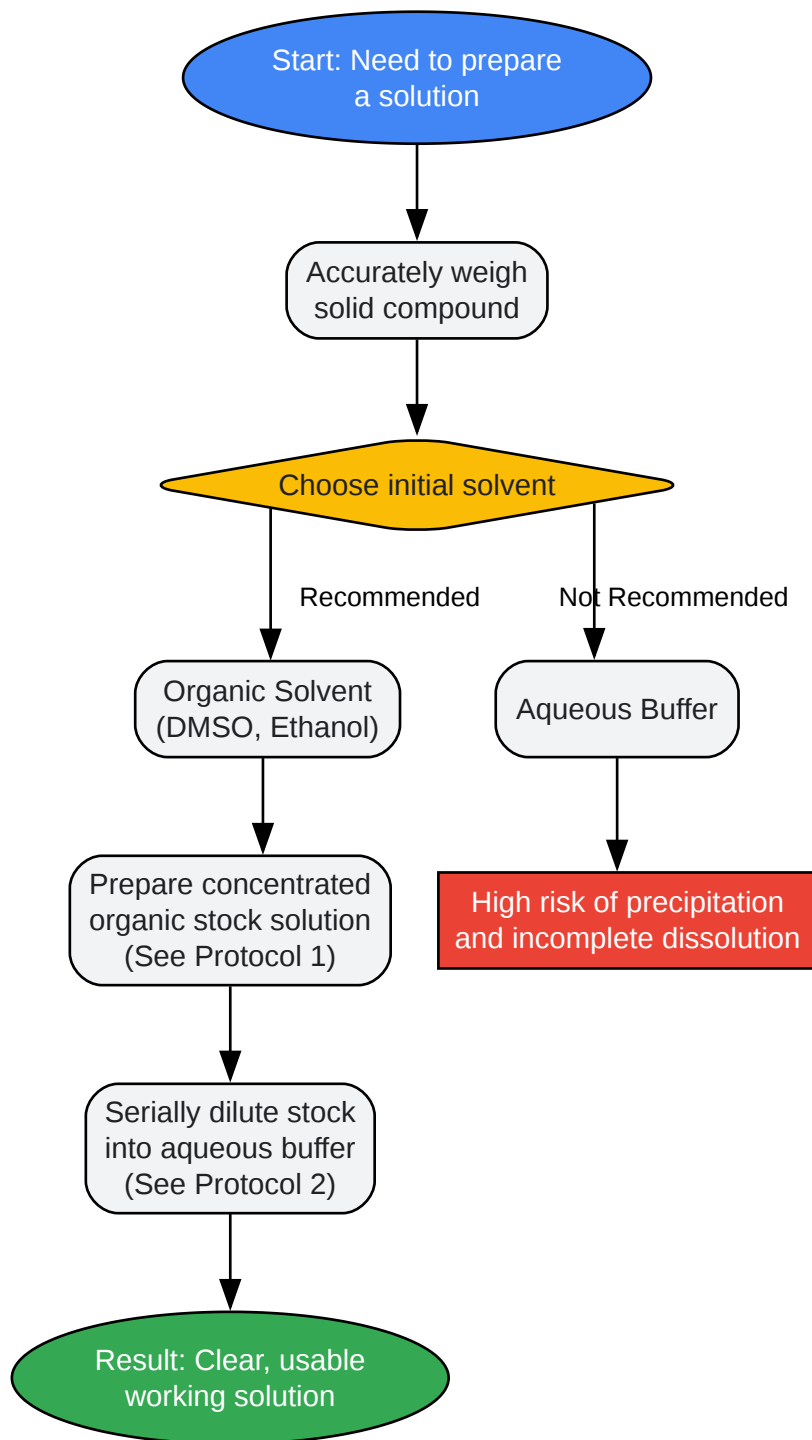 Start: Need to prepare
a solution
Accurately weigh
solid compound
Choose initial solvent
Recommended
Not Recommended
Organic Solvent
(DMSO, Ethanol)
Aqueous Buffer
Prepare concentrated
organic stock solution
(See Protocol 1)
High risk of precipitation
and incomplete dissolution
Serially dilute stock
into aqueous buffer
(See Protocol 2)
Result: Clear, usable
working solution